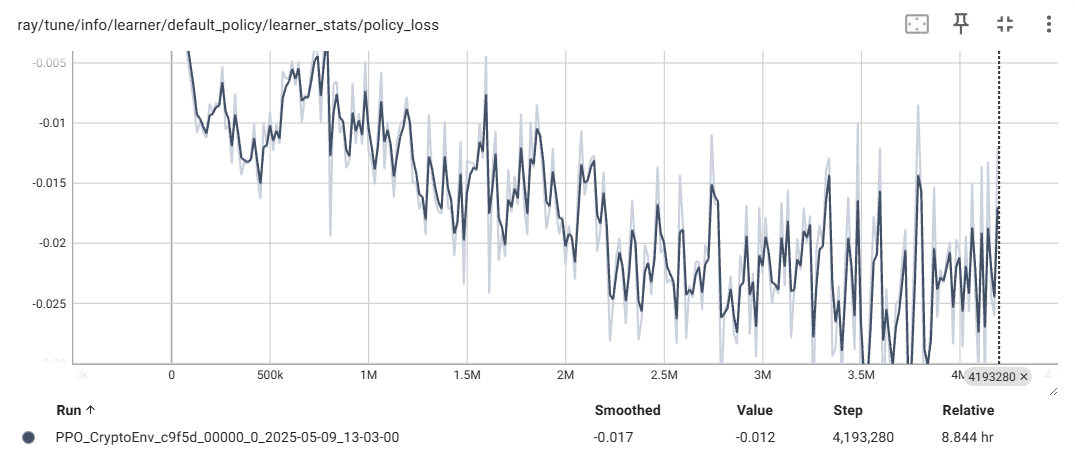 ray/tune/info/learner/default_policy/learner_stats/policy_loss
-0.005
-0.01
-0.015
-0.02
-0.025
0 500k 1M 1.5M 2M 2.5M 3M 3.5M 4M 4193280 ×
Run ↑ Smoothed Value Step Relative
PPO_CryptoEnv_c9f5d_00000_0_2025-05-09_13-03-00 -0.017 -0.012 4,193,280 8.844 hr